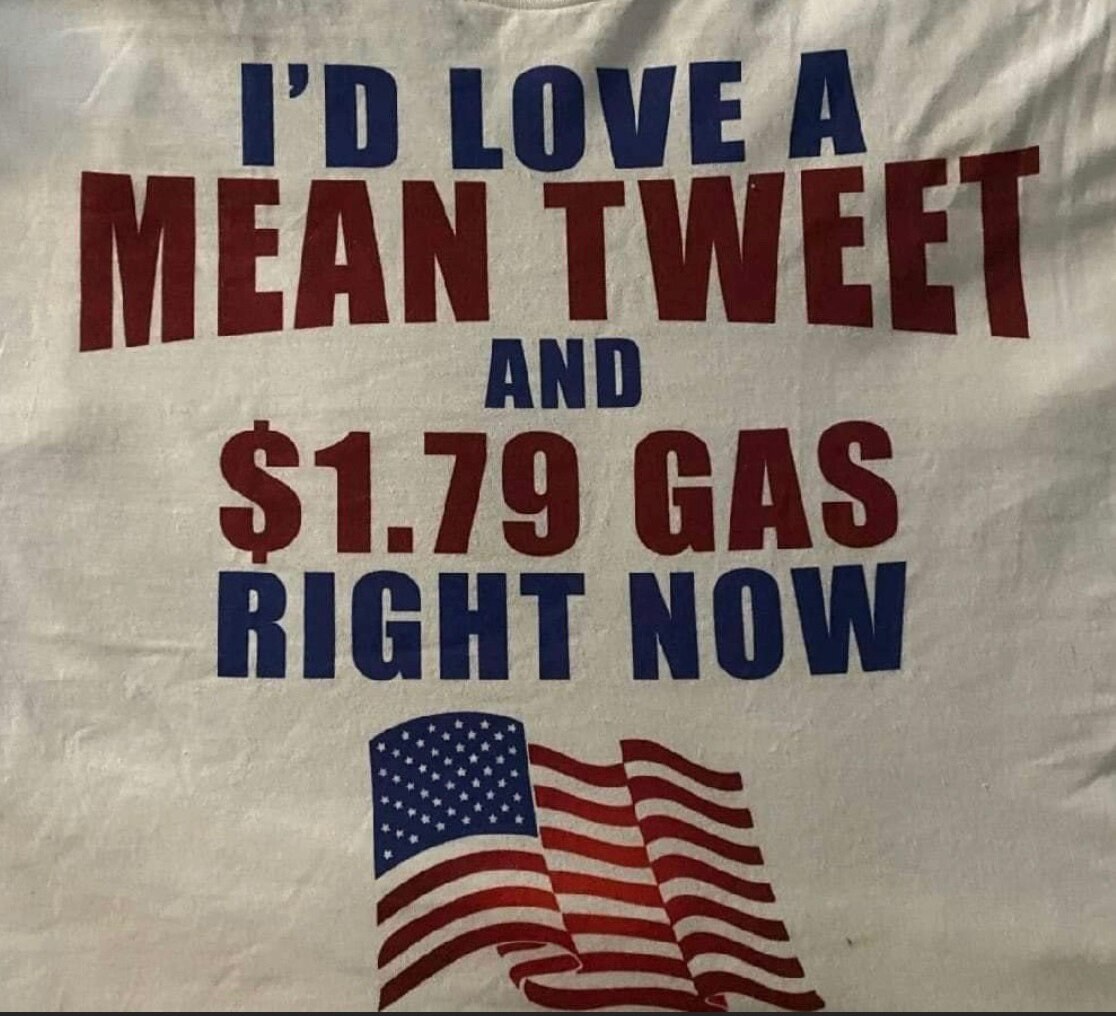 I'D LOVE A
MEAN TWEET
AND
$1.79 GAS
RIGHT NOW